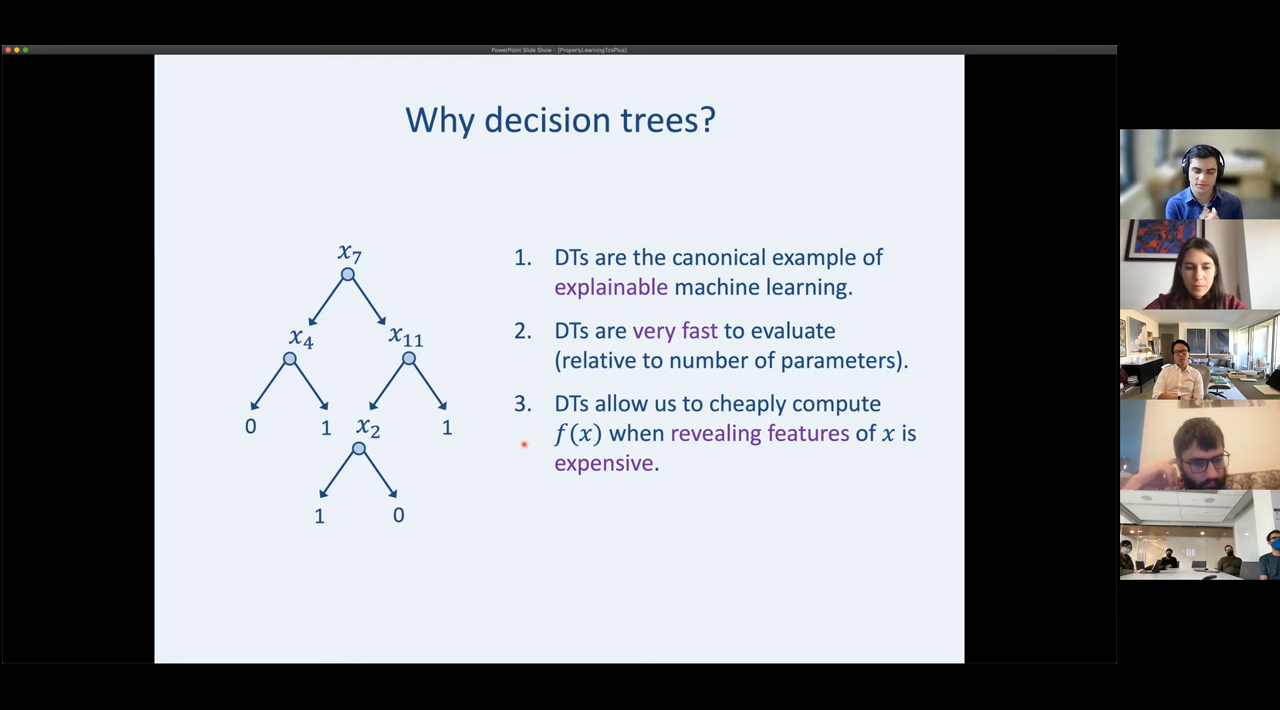 PowerPoint Slide Show - [ProperlyLearningTcsPlus]
Why decision trees?
x₇
x₄
x₁₁
0
1
x₂
1
1
0
1. DTs are the canonical example of
explainable machine learning.
2. DTs are very fast to evaluate
(relative to number of parameters).
3. DTs allow us to cheaply compute
f(x) when revealing features of x is
expensive.